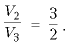 V₂/V₃ = 3/2.